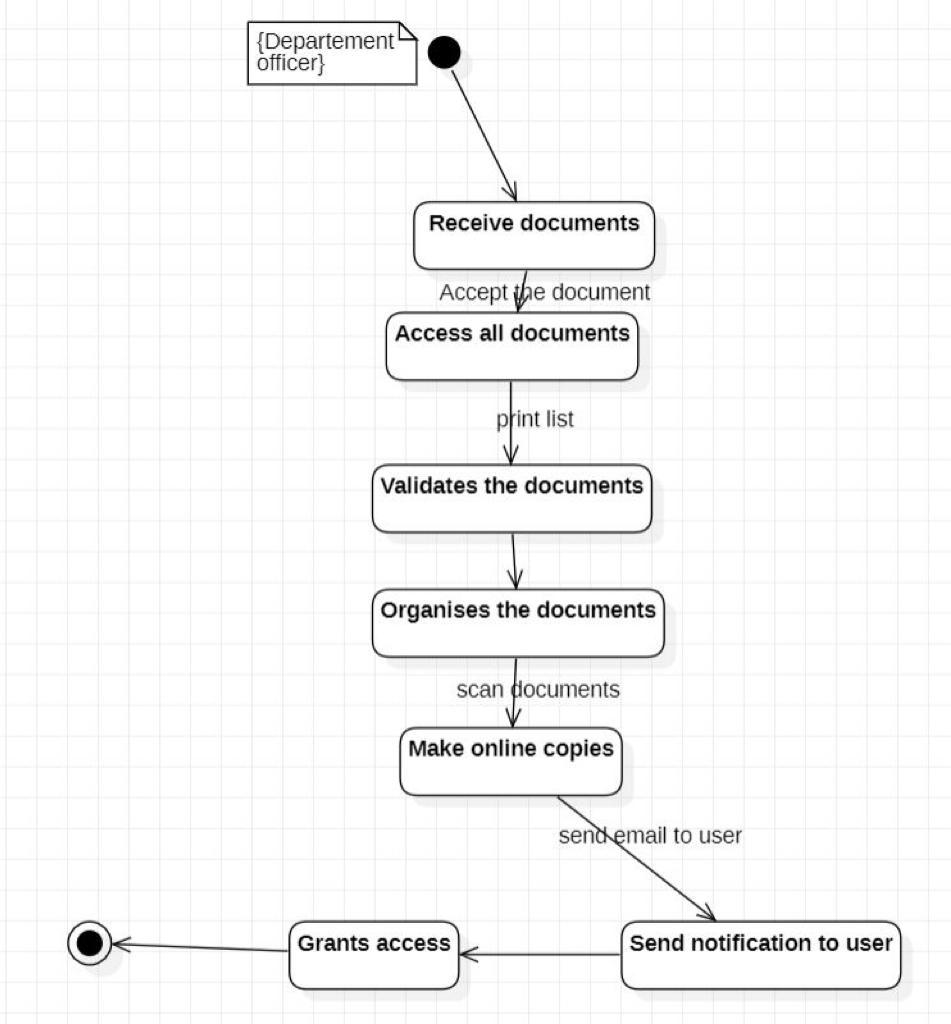 {Departement
officer}
Receive documents
Accept the document
Access all documents
print list
Validates the documents
Organises the documents
scan documents
Make online copies
send email to user
Grants access
Send notification to user